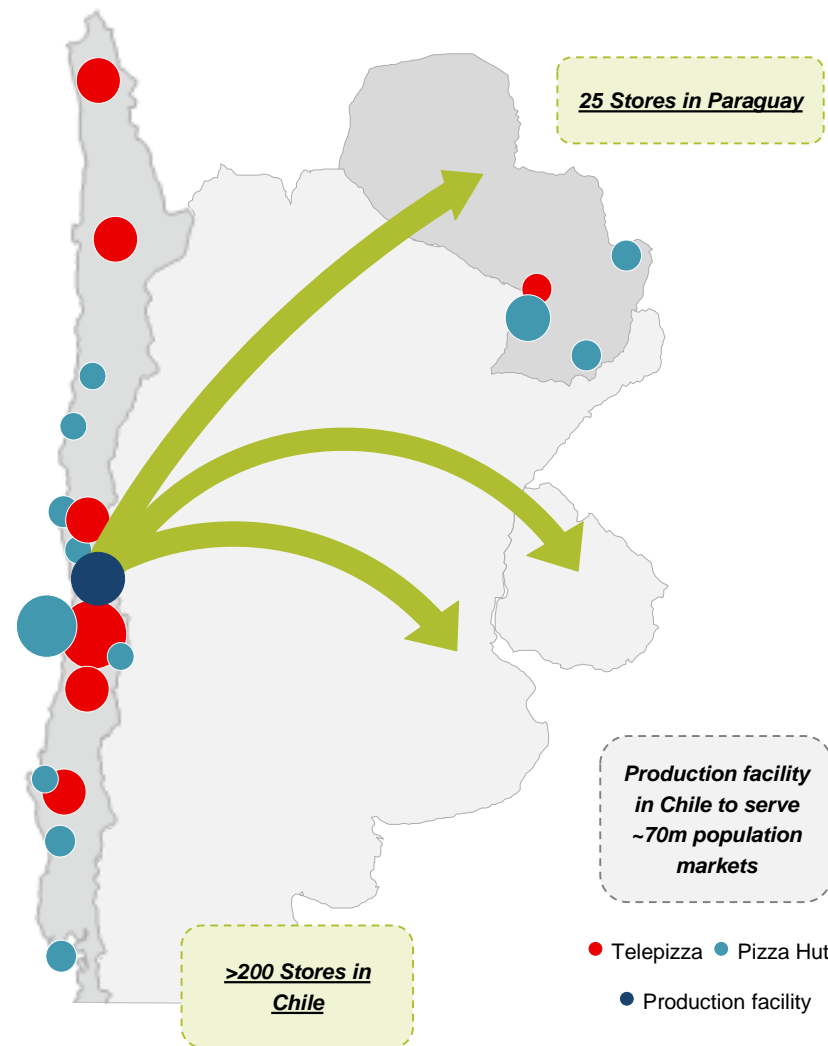 25 Stores in Paraguay
Production facility
in Chile to serve
~70m population
markets
>200 Stores in
Chile
Telepizza Pizza Hut
Production facility